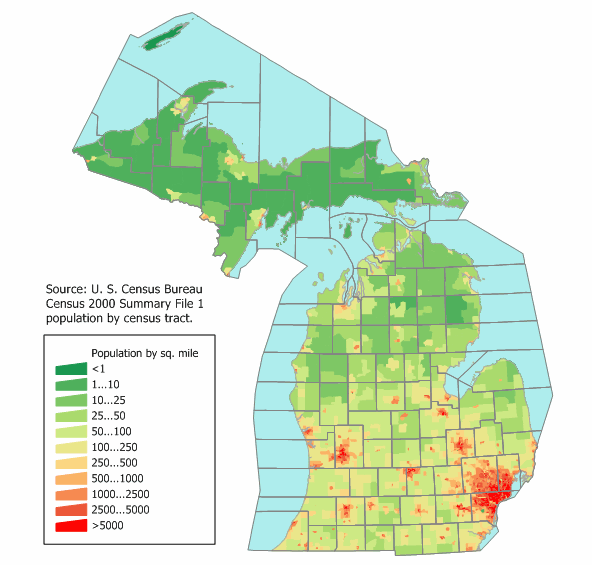 Source: U. S. Census Bureau
Census 2000 Summary File 1
population by census tract.
Population by sq. mile
<1
1...10
10...25
25...50
50...100
100...250
250...500
500...1000
1000...2500
2500...5000
>5000